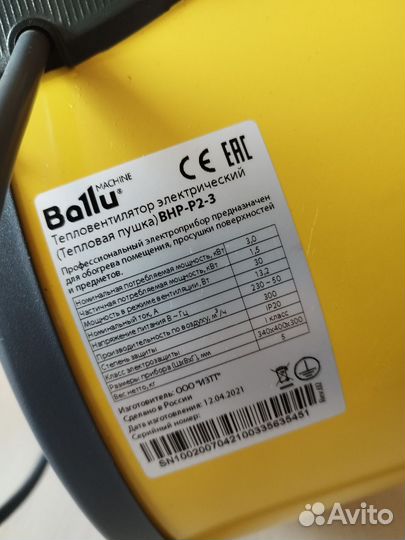 Ballu MACHINE ®
CE EAC
Тепловентилятор электрический
(Тепловая пушка) BHP-P2-3
Профессиональный электроприбор предназначен
для обогрева помещения, просушки поверхностей
и предметов.
Номинальная потребляемая мощность, кВт 3,0
Частичная потребляемая мощность, кВт 1,5
Мощность в режиме вентиляции, Вт 30
Номинальный ток, А 13,2
Напряжение питания В – Гц 230 – 50
Производительность по воздуху, м³/ч 300
Степень защиты IP20
Класс электрозащиты 1 класс
Размеры прибора (ШхВхГ), мм 340х400х300
Вес нетто, кг 5
Изготовитель: ООО "ИЗТТ"
Сделано в России
Дата изготовления: 12.04.2021
Серийный номер:
SN1002007042100335635451
Avito